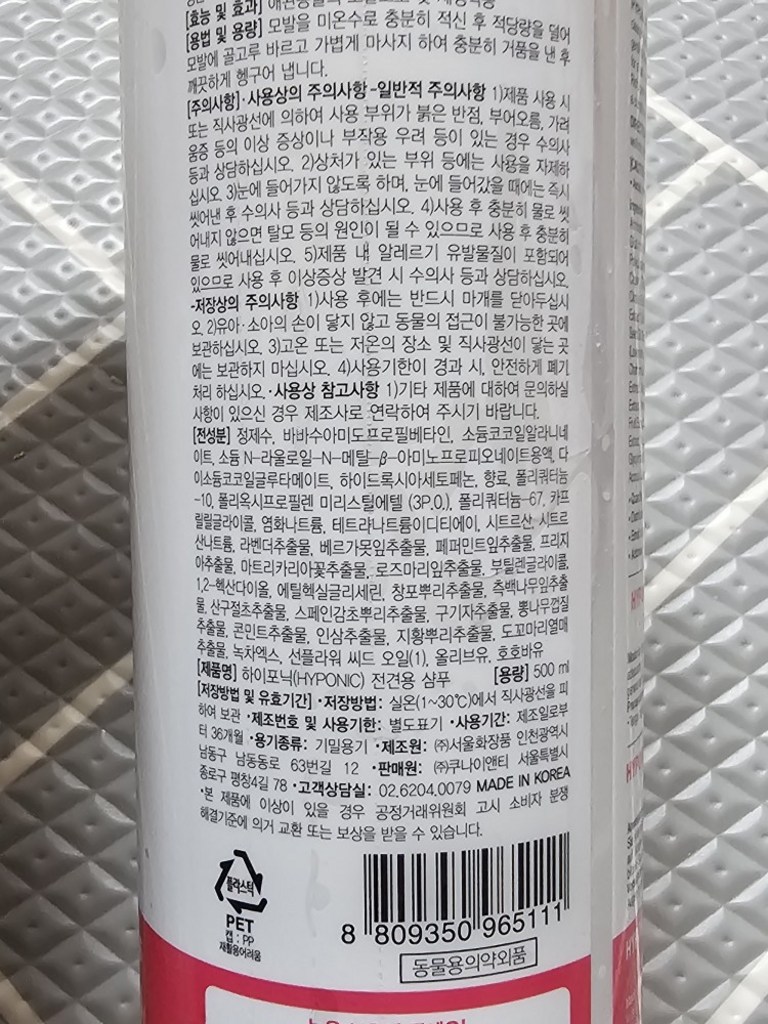 [효능 및 효과]
[용법 및 용량] 모발을 미온수로 충분히 적신 후 적당량을 덜어
모발에 골고루 바르고 가볍게 마사지 하여 충분히 거품을 낸 후
깨끗하게 헹구어 냅니다.
[주의사항]·사용상의 주의사항 -일반적 주의사항 1)제품 사용 시
또는 직사광선에 의하여 사용 부위가 붉은 반점, 부어오름, 가려
움증 등의 이상 증상이나 부작용 우려 등이 있는 경우 수의사
등과 상담하십시오. 2)상처가 있는 부위 등에는 사용을 자제하
십시오. 3)눈에 들어가지 않도록 하며, 눈에 들어갔을 때에는 즉시
씻어낸 후 수의사 등과 상담하십시오. 4)사용 후 충분히 물로 씻
어내지 않으면 탈모 등의 원인이 될 수 있으므로 사용 후 충분히
물로 씻어내십시오. 5)제품 내 알레르기 유발물질이 포함되어
있으므로 사용 후 이상증상 발견 시 수의사 등과 상담하십시오.
-저장상의 주의사항 1)사용 후에는 반드시 마개를 닫아두십시
오. 2)유아·소아의 손이 닿지 않고 동물의 접근이 불가능한 곳에
보관하십시오. 3)고온 또는 저온의 장소 및 직사광선이 닿는 곳
에는 보관하지 마십시오. 4)사용기한이 경과 시, 안전하게 폐기
처리 하십시오.·사용상 참고사항 1)기타 제품에 대하여 문의하실
사항이 있으신 경우 제조사로 연락하여 주시기 바랍니다.
[전성분] 정제수, 바바수아미도프로필베타인, 소듐코코일알라니네
이트, 소듐 N-라울로일-N-메틸-β-아미노프로피오네이트용액, 다
이소듐코코일글루타메이트, 하이드록시아세토페논, 향료, 폴리쿼터늄
-10, 폴리옥시프로필렌 미리스틸에텔 (3P.O.), 폴리쿼터늄-67, 카프
릴릴글라이콜, 염화나트륨, 테트라나트륨이디티에이, 시트르산, 시트르
산나트륨, 라벤더추출물, 베르가못잎추출물, 페퍼민트잎추출물, 프리지
아추출물, 마트리카리아꽃추출물, 로즈마리잎추출물, 부틸렌글라이콜,
1,2-헥산다이올, 에틸헥실글리세린, 창포뿌리추출물, 측백나무잎추출
물, 산구절초추출물, 스페인감초뿌리추출물, 구기자추출물, 뽕나무껍질
추출물, 콘민트추출물, 인삼추출물, 지황뿌리추출물, 도꼬마리열매
추출물, 녹차엑스, 선플라워 씨드 오일(1), 올리브유, 호호바유
[제품명] 하이포닉(HYPONIC) 전견용 샴푸 [용량] 500 ml
[저장방법 및 유효기간] ·저장방법: 실온(1~30℃)에서 직사광선을 피
하여 보관 ·제조번호 및 사용기한: 별도표기 ·사용기간: 제조일로부
터 36개월 ·용기종류: 기밀용기 ·제조원: ㈜서울화장품 인천광역시
남동구 남동동로 63번길 12 ·판매원: ㈜쿠나이앤티 서울특별시
종로구 평창4길 78 ·고객상담실: 02.6204.0079 MADE IN KOREA
·본 제품에 이상이 있을 경우 공정거래위원회 고시 소비자 분쟁
해결기준에 의거 교환 또는 보상을 받을 수 있습니다.
플라스틱
PET
캡 : PP
재활용어려움
8 809350 965111
동물용의약외품